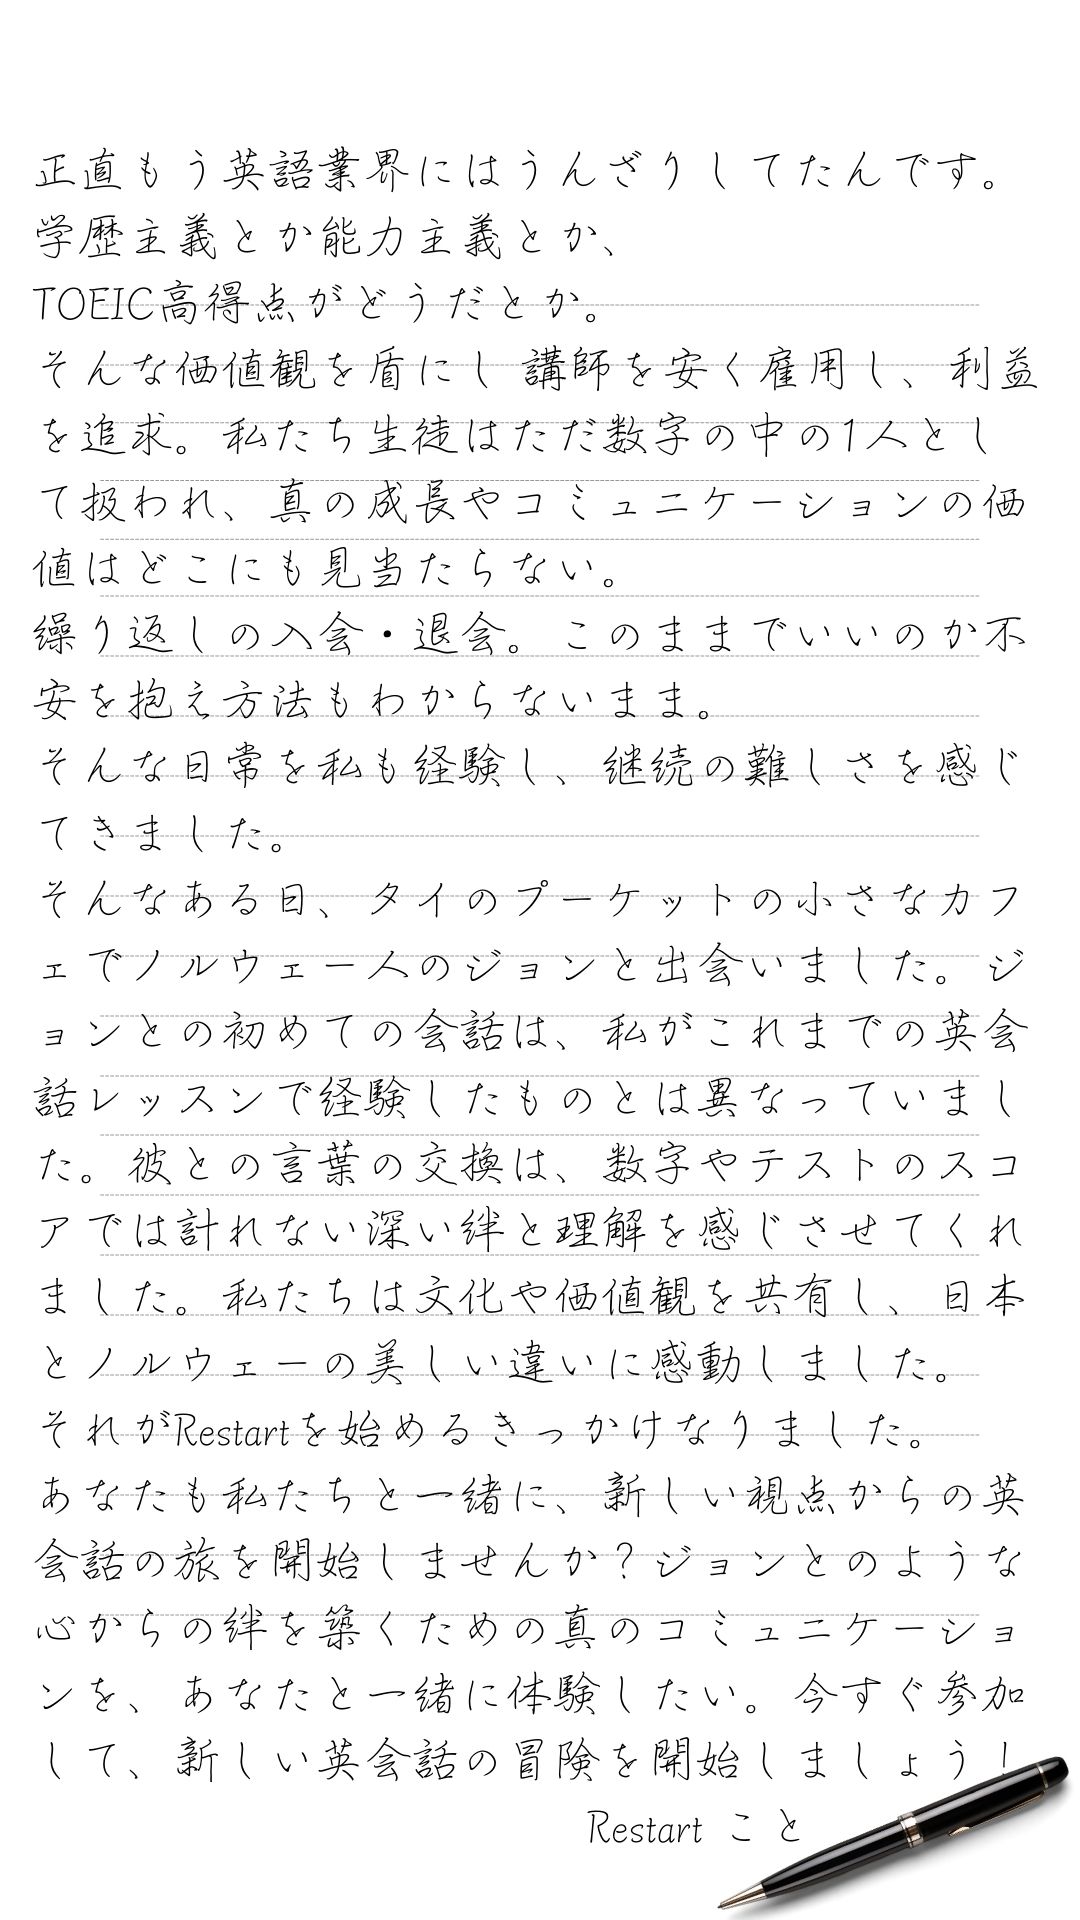 正直もう英語業界にはうんざりしてたんです。
学歴主義とか能力主義とか、
TOEIC高得点がどうだとか。
そんな価値観を盾にし 講師を安く雇用し、利益
を追求。私たち生徒はただ数字の中の1人とし
て扱われ、真の成長やコミュニケーションの価
値はどこにも見当たらない。
繰り返しの入会・退会。このままでいいのか不
安を抱え方法もわからないまま。
そんな日常を私も経験し、継続の難しさを感じ
てきました。
そんなある日、タイのプーケットの小さなカフ
ェでノルウェー人のジョンと出会いました。ジ
ョンとの初めての会話は、私がこれまでの英会
話レッスンで経験したものとは異なっていまし
た。彼との言葉の交換は、数字やテストのスコ
アでは計れない深い絆と理解を感じさせてくれ
ました。私たちは文化や価値観を共有し、日本
とノルウェーの美しい違いに感動しました。
それがRestartを始めるきっかけなりました。
あなたも私たちと一緒に、新しい視点からの英
会話の旅を開始しませんか？ジョンとのような
心からの絆を築くための真のコミュニケーショ
ンを、あなたと一緒に体験したい。今すぐ参加
して、新しい英会話の冒険を開始しましょう！
Restart こと